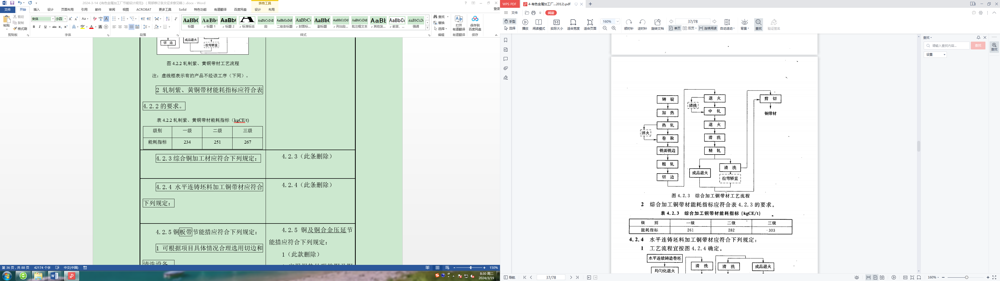 2024-3-14《有色金属加工厂节能设计规范》（局部修订条文征求意见稿）.docx - Word
表格工具
文件 开始 插入 设计 页面布局 引用 邮件 审阅 视图 ACROBAT 更多工具 Solid 特色功能 有道翻译 百度网盘 设计 布局 登录
粘贴 剪切 复制 格式刷
宋体 小四
AaBbC 标题
标题 1
标题 2
标准标志
段
二级条标题
封面标...
副标题
列出段...
批注框文本
其他发...
前言、...
强调
查找 替换 选择
打开有道翻译
保存到百度网盘
剪贴板 字体 段落 样式 编辑 有道翻译 保存
切 边
成品退火
拉弯矫直
图 4.2.2 轧制紫、黄铜带材工艺流程
注：虚线框表示有的产品不经该工序（下同）。
2 轧制紫、黄铜带材能耗指标应符合表
4.2.2 的要求。
表 4.2.2 轧制紫、黄铜带材能耗指标（kgCE/t)
级别 一级 二级 三级
能耗指标 234 251 267
4.2.3 综合铜加工材应符合下列规定：
4.2.3（此条删除）
4.2.4 水平连铸坯料加工铜带材应符合
下列规定：
4.2.4（此条删除）
4.2.5 铜板带节能措应符合下列规定：
1 可根据项目具体情况合理选用切边和
清洗设备
4.2.5 铜及铜合金压延节
能措应符合下列规定：
1（此款删除）
第 36 页，共 88 页 42174 个字 中文(中国) 150%
8:30 周二
2024/3/19
WPS PDF 4-有色金属加工厂...2012).pdf
文件 阅读
手型 选择 播放 阅读模式 实际大小 适合宽度 适合页面 160% 顺时针 逆时针 旋转文档 37/78 单页 双页 连续阅读 自动滚动 背景 查找 验证签名
查找
请输入查找内容... 查找
设置
查找
铸 锭
加 热
热 轧
淬火
卷 取
铣面铣边
粗 轧
切 边
退 火
清洗
中 轧
退 火
清 洗
精 轧
成品退火
清 洗
拉弯矫直
剪 切
铜带材
图 4.2.3 综合加工铜带材工艺流程
2 综合加工铜带材能耗指标应符合表 4.2.3 的要求。
表 4.2.3 综合加工铜带材能耗指标 (kgCE/t)
级 别 一级 二级 三级
能耗指标 261 282 303
4.2.4 水平连铸坯料加工铜带材应符合下列规定：
1 工艺流程宜按图 4.2.4 确定。
水平连续铸造卷坯
均匀化退火
清 洗
清 洗
成品退火
导航 37/78 160%